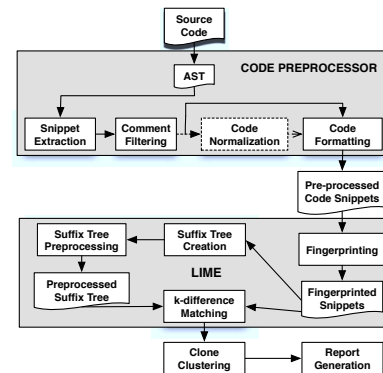 Source
Code
AST
CODE PREPROCESSOR
Snippet
Extraction
Comment
Filtering
Code
Normalization
Code
Formatting
Pre-processed
Code Snippets
Suffix Tree
Preprocessing
Suffix Tree
Creation
Fingerprinting
LIME
Preprocessed
Suffix Tree
k-difference
Matching
Fingerprinted
Snippets
Clone
Clustering
Report
Generation